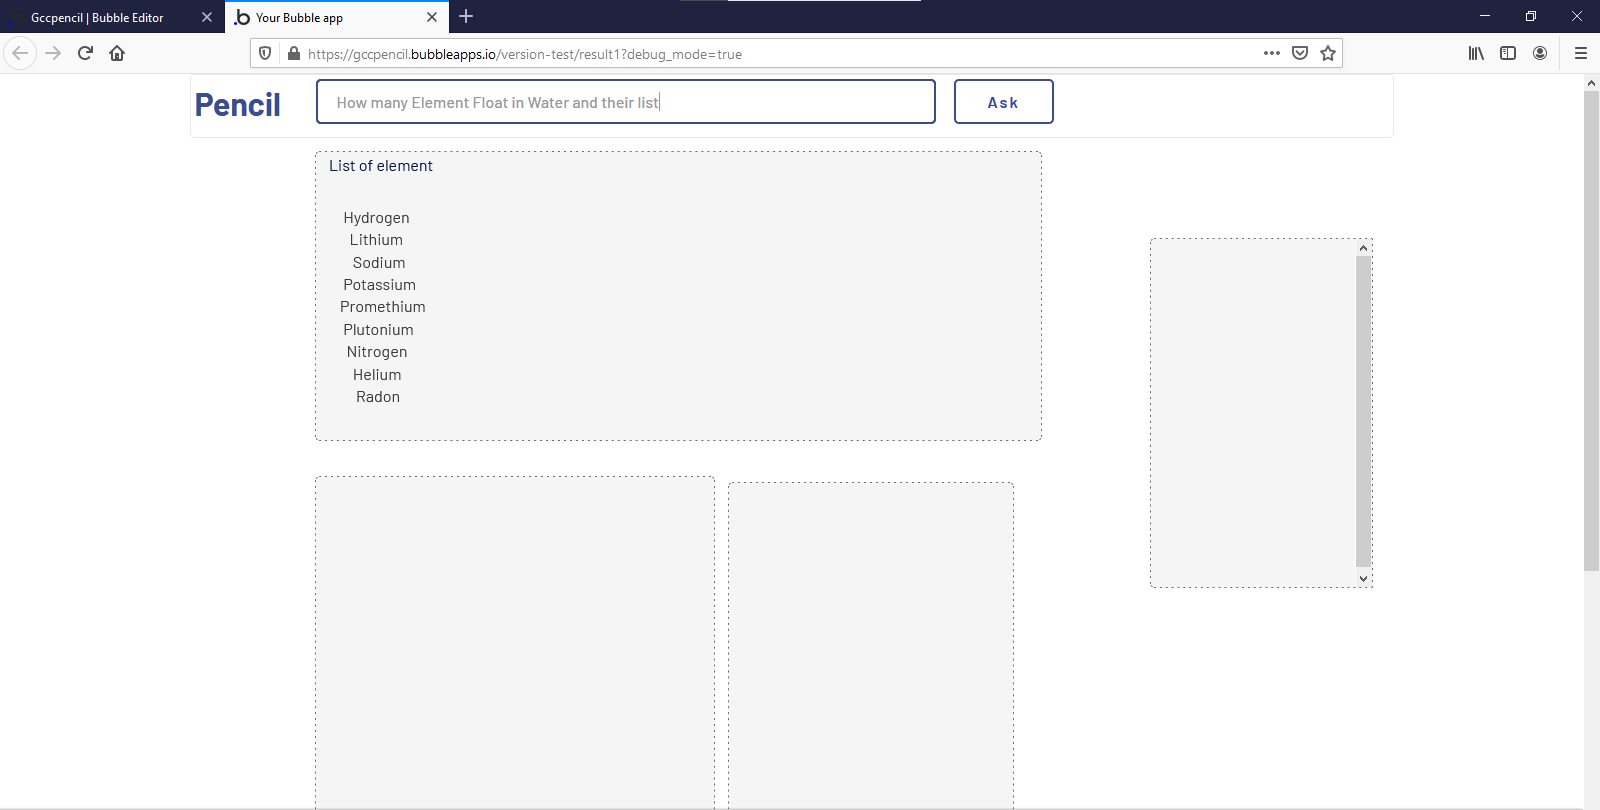 Gccpencil | Bubble Editor
Your Bubble app
https://gccpencil.bubbleapps.io/version-test/result1?debug_mode=true
Pencil
How many Element Float in Water and their list
Ask
List of element
Hydrogen
Lithium
Sodium
Potassium
Promethium
Plutonium
Nitrogen
Helium
Radon